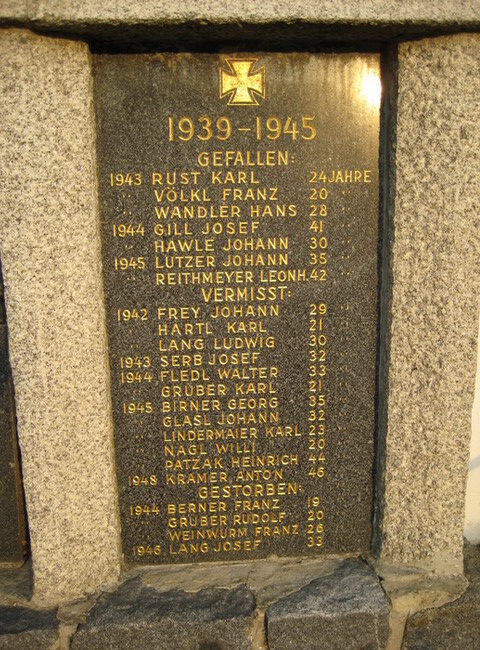 1939-1945
GEFALLEN:
1943 RUST KARL 24 JAHRE
" VÖLKL FRANZ 20 "
" WANDLER HANS 28 "
1944 GILL JOSEF 41 "
" HAWLE JOHANN 30 "
1945 LUTZER JOHANN 35 "
" REITHMEYER LEONH. 42 "
VERMISST:
1942 FREY JOHANN 29 "
" HARTL KARL 21 "
" LANG LUDWIG 30 "
1943 SERB JOSEF 32 "
1944 FLEDL WALTER 33 "
" GRUBER KARL 21 "
1945 BIRNER GEORG 35 "
" GLASL JOHANN 32 "
" LINDERMAIER KARL 23 "
" NAGL WILLI 20 "
" PATZAK HEINRICH 44 "
1948 KRAMER ANTON 46 "
GESTORBEN:
1944 BERNER FRANZ 19 "
" GRUBER RUDOLF 20 "
" WEINWURM FRANZ 26 "
1946 LANG JOSEF 33 "